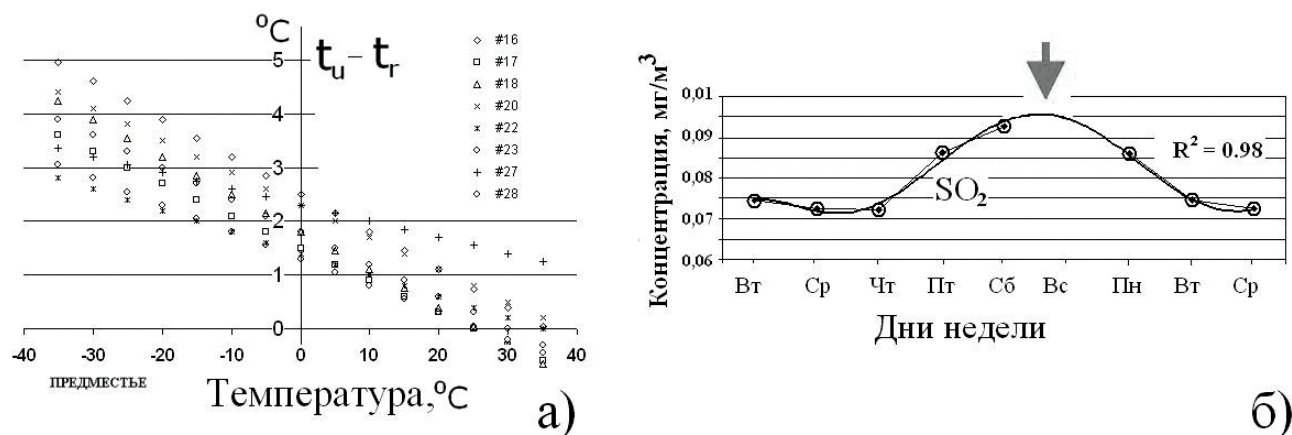 °C
t_u – t_r
5
4
3
2
1
0
-40 -30 -20 -10 0 10 20 30 40
ПРЕДМЕСТЬЕ
Температура,°C
#16
#17
#18
#20
#22
#23
#27
#28
а)
Концентрация, мг/м³
0,01
0,09
0,08
0,07
0,06
SO₂
R² = 0.98
Вт Ср Чт Пт Сб Вс Пн Вт Ср
Дни недели
б)